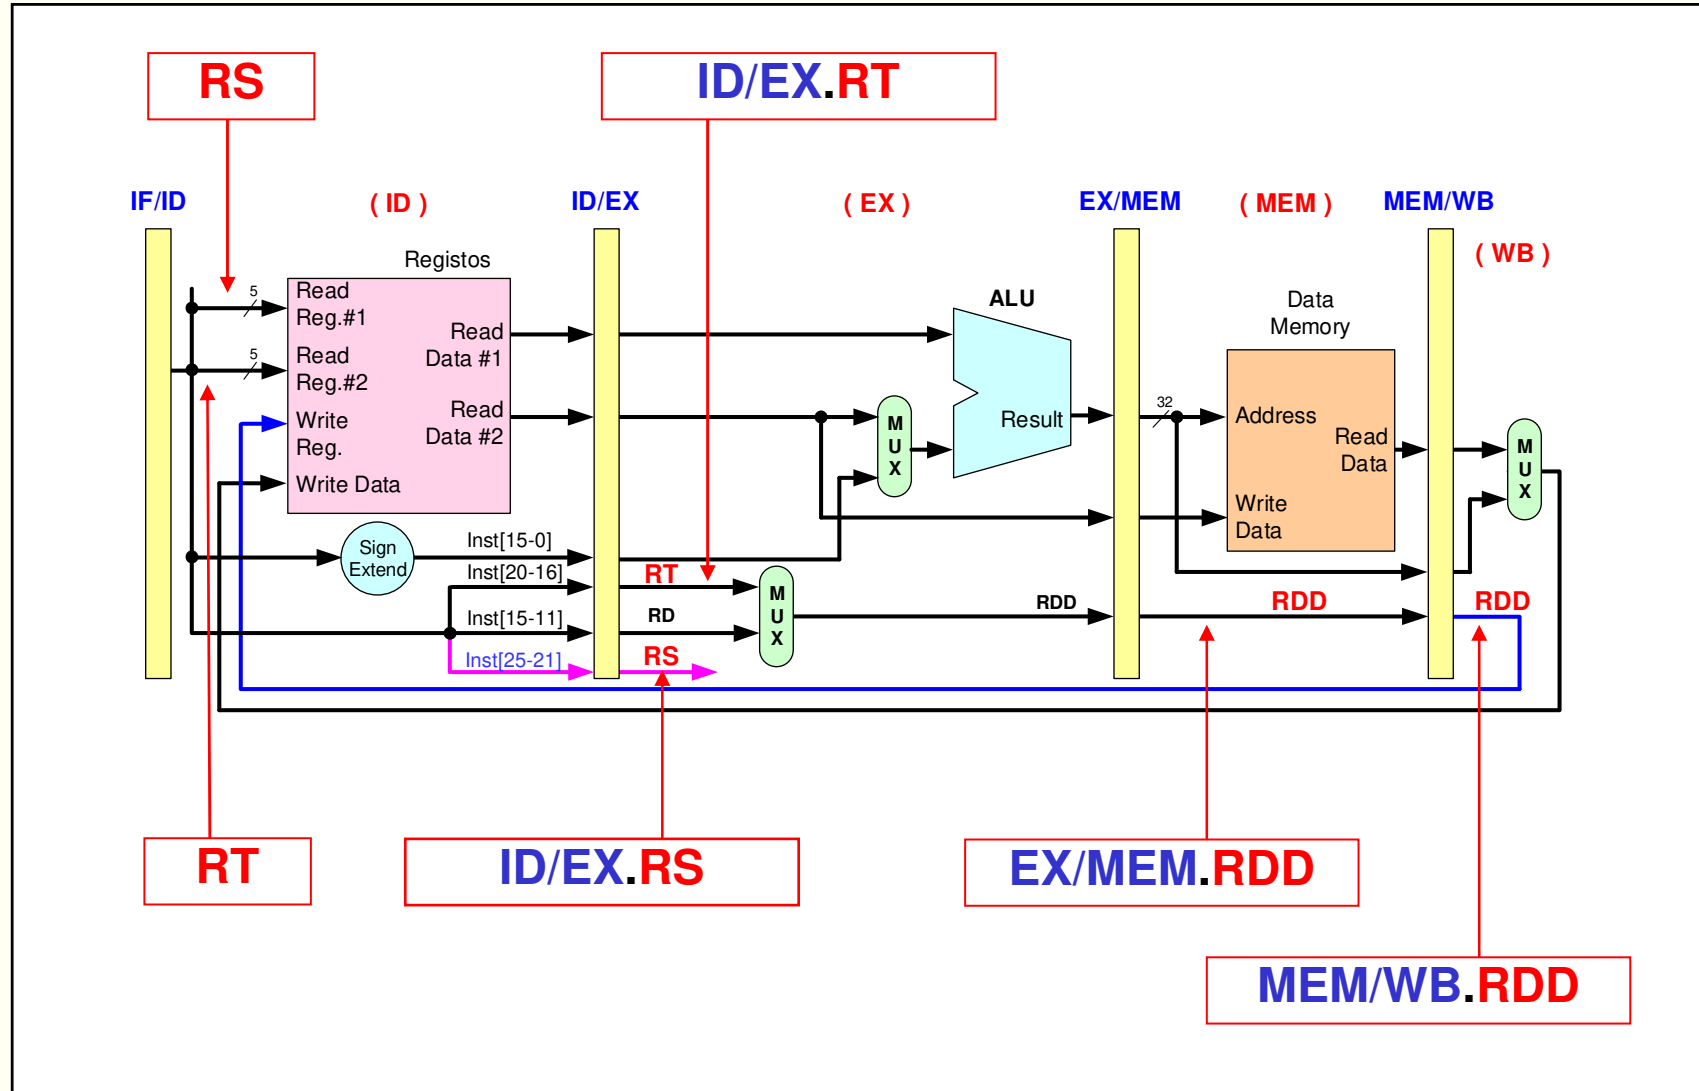 RS
ID/EX.RT
IF/ID
( ID )
ID/EX
( EX )
EX/MEM
( MEM )
MEM/WB
( WB )
Registos
Read
Reg.#1
5
Read
Reg.#2
5
Write
Reg.
Write Data
Read
Data #1
Read
Data #2
ALU
Result
MUX
Data
Memory
32
Address
Read
Data
Write
Data
MUX
Sign
Extend
Inst[15-0]
Inst[20-16]
RT
Inst[15-11]
RD
Inst[25-21]
RS
MUX
RDD
RDD
RDD
RT
ID/EX.RS
EX/MEM.RDD
MEM/WB.RDD